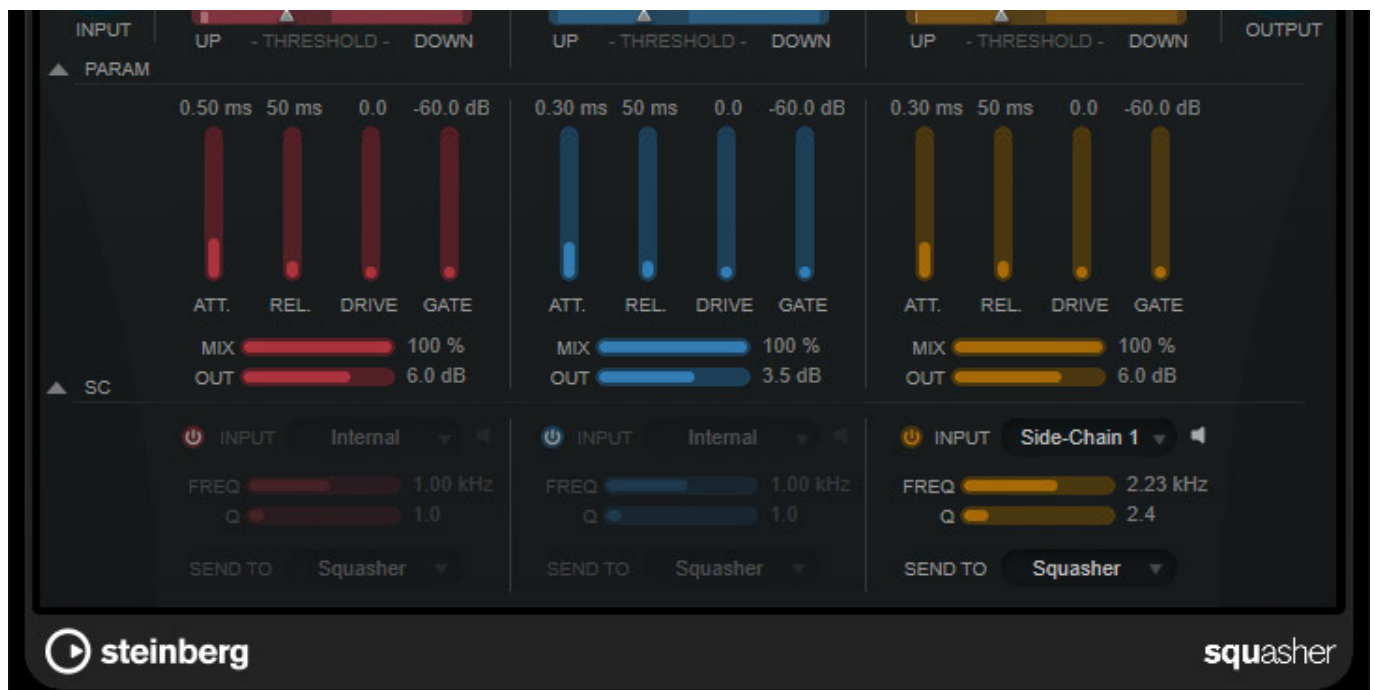 INPUT UP - THRESHOLD - DOWN UP - THRESHOLD - DOWN UP - THRESHOLD - DOWN OUTPUT
PARAM
0.50 ms 50 ms 0.0 -60.0 dB 0.30 ms 50 ms 0.0 -60.0 dB 0.30 ms 50 ms 0.0 -60.0 dB
ATT. REL. DRIVE GATE ATT. REL. DRIVE GATE ATT. REL. DRIVE GATE
MIX 100 % MIX 100 % MIX 100 %
OUT 6.0 dB OUT 3.5 dB OUT 6.0 dB
SC
INPUT Internal INPUT Internal INPUT Side-Chain 1
FREQ 1.00 kHz FREQ 1.00 kHz FREQ 2.23 kHz
Q 1.0 Q 1.0 Q 2.4
SEND TO Squasher SEND TO Squasher SEND TO Squasher
steinberg squasher